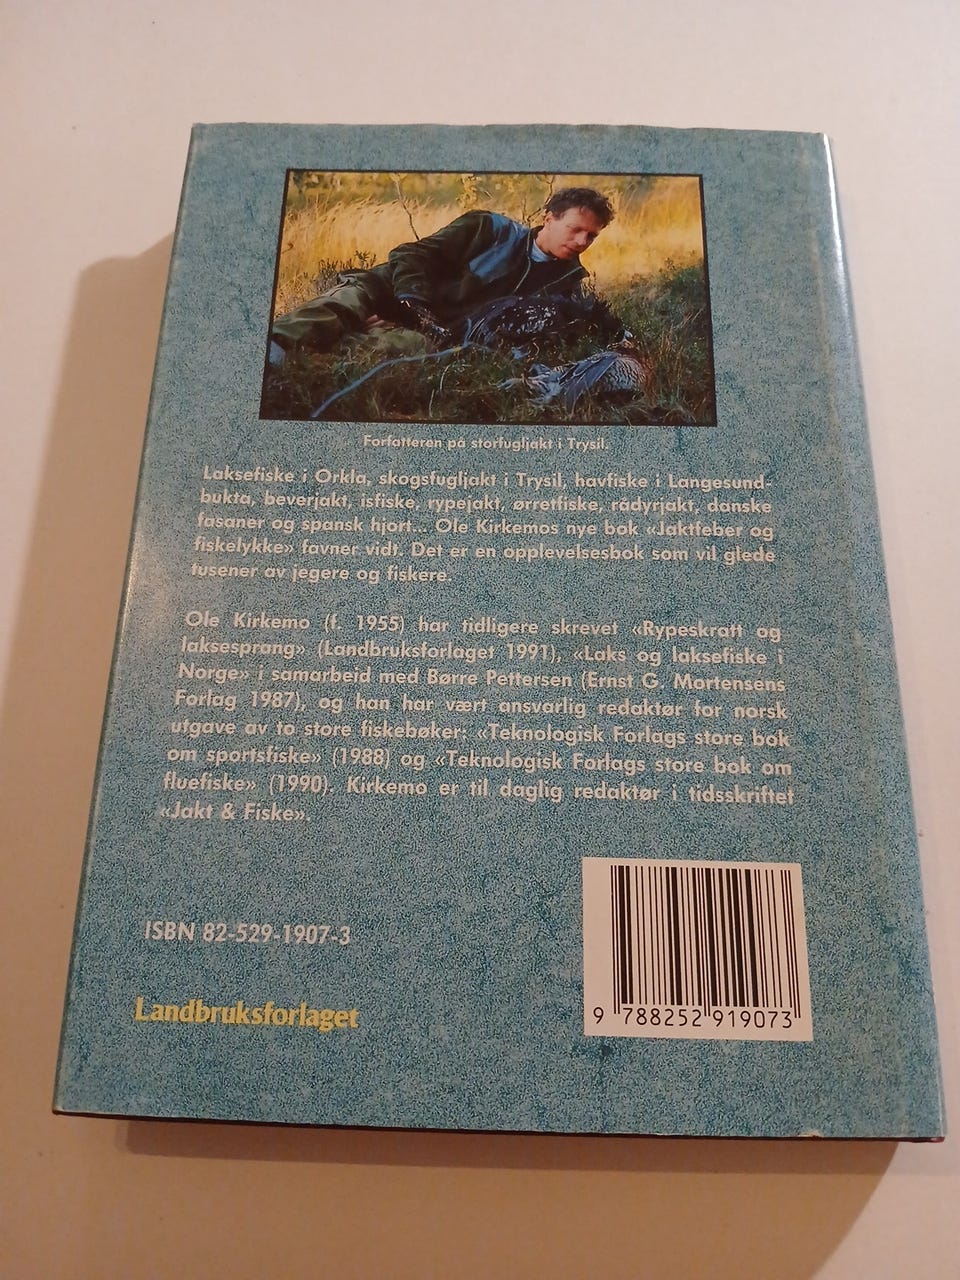 Forfatteren på storfugljakt i Trysil.
Laksefiske i Orkla, skogsfugljakt i Trysil, havfiske i Langesund-
bukta, beverjakt, isfiske, rypejakt, ørretfiske, rådyrjakt, danske
fasaner og spansk hjort... Ole Kirkemos nye bok «Jaktfeber og
fiskelykke» favner vidt. Det er en opplevelsesbok som vil glede
tusener av jegere og fiskere.
Ole Kirkemo (f. 1955) har tidligere skrevet «Rypeskratt og
laksesprang» (Landbruksforlaget 1991), «Laks og laksefiske i
Norge» i samarbeid med Børre Pettersen (Ernst G. Mortensens
Forlag 1987), og han har vært ansvarlig redaktør for norsk
utgave av to store fiskebøker: «Teknologisk Forlags store bok
om sportsfiske» (1988) og «Teknologisk Forlags store bok om
fluefiske» (1990). Kirkemo er til daglig redaktør i tidsskriftet
«Jakt & Fiske».
ISBN 82-529-1907-3
Landbruksforlaget
9 788252 919073